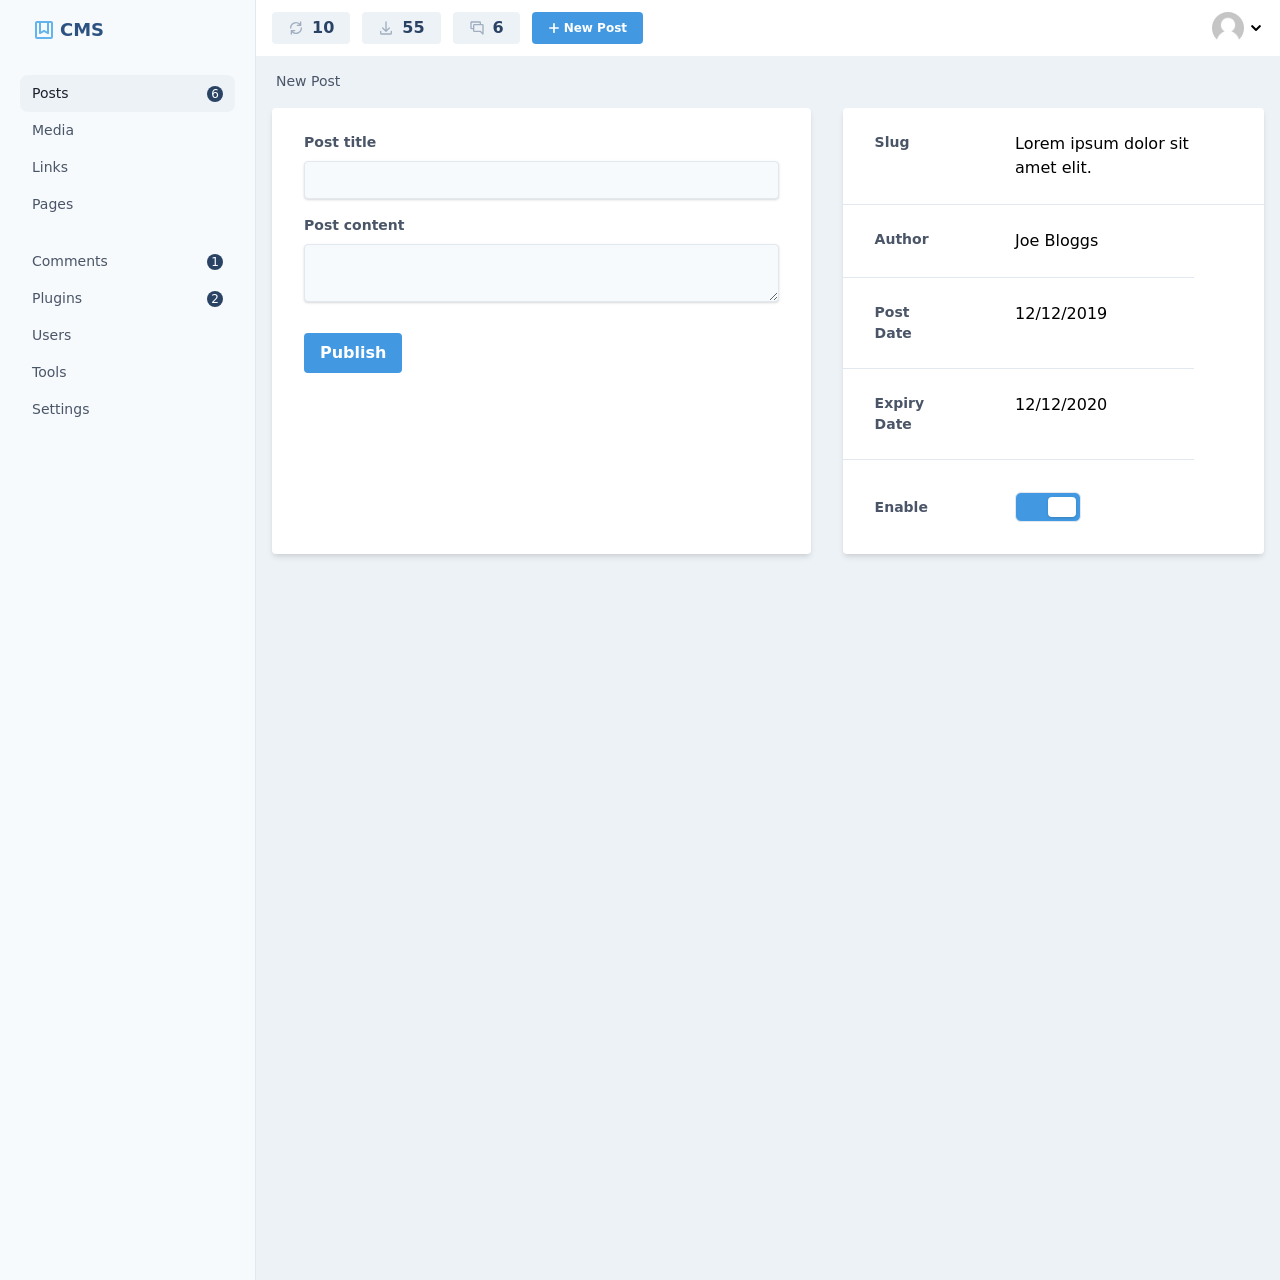 CMS
Posts 6
Media
Links
Pages
Comments 1
Plugins 2
Users
Tools
Settings
10 55 6 + New Post
New Post
Post title
Post content
Publish
Slug Lorem ipsum dolor sit
amet elit.
Author Joe Bloggs
Post 12/12/2019
Date
Expiry 12/12/2020
Date
Enable